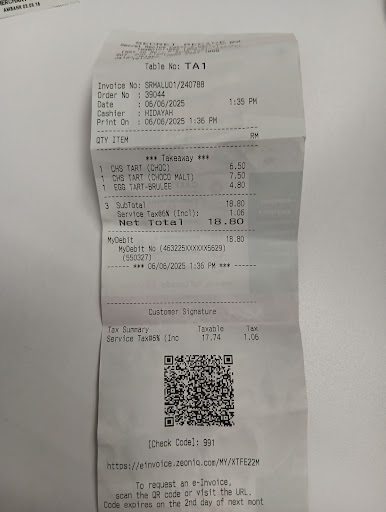 AMBANK 03.09.18
Table No: TA1
Invoice No: SRMALU01/240788
Order No : 39044
Date : 06/06/2025 1:35 PM
Cashier : HIDAYAH
Print On : 06/06/2025 1:36 PM
QTY ITEM RM
*** Takeaway ***
1 CHS TART (CHOC) 6.50
1 CHS TART (CHOCO MALT) 7.50
1 EGG TART-BRULEE 4.80
3 SubTotal 18.80
Service Tax@6% (Incl): 1.06
Net Total 18.80
MyDebit 18.80
MyDebit No (463225XXXXXX5629)
(550327)
------ *** 06/06/2025 1:36 PM *** ------
Customer Signature
Tax Summary Taxable Tax
Service Tax@6% (Inc 17.74 1.06
[Check Code]: 991
https://einvoice.zeoniq.com/MY/XTFE22M
To request an e-Invoice,
scan the QR code or visit the URL.
Code expires on the 2nd day of next mont